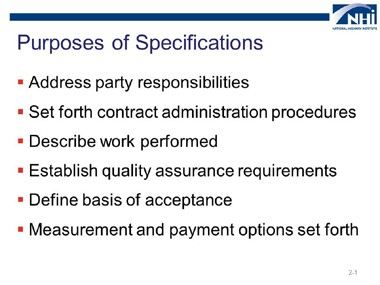 NHI
NATIONAL HIGHWAY INSTITUTE
Purposes of Specifications
▪ Address party responsibilities
▪ Set forth contract administration procedures
▪ Describe work performed
▪ Establish quality assurance requirements
▪ Define basis of acceptance
▪ Measurement and payment options set forth
2-1